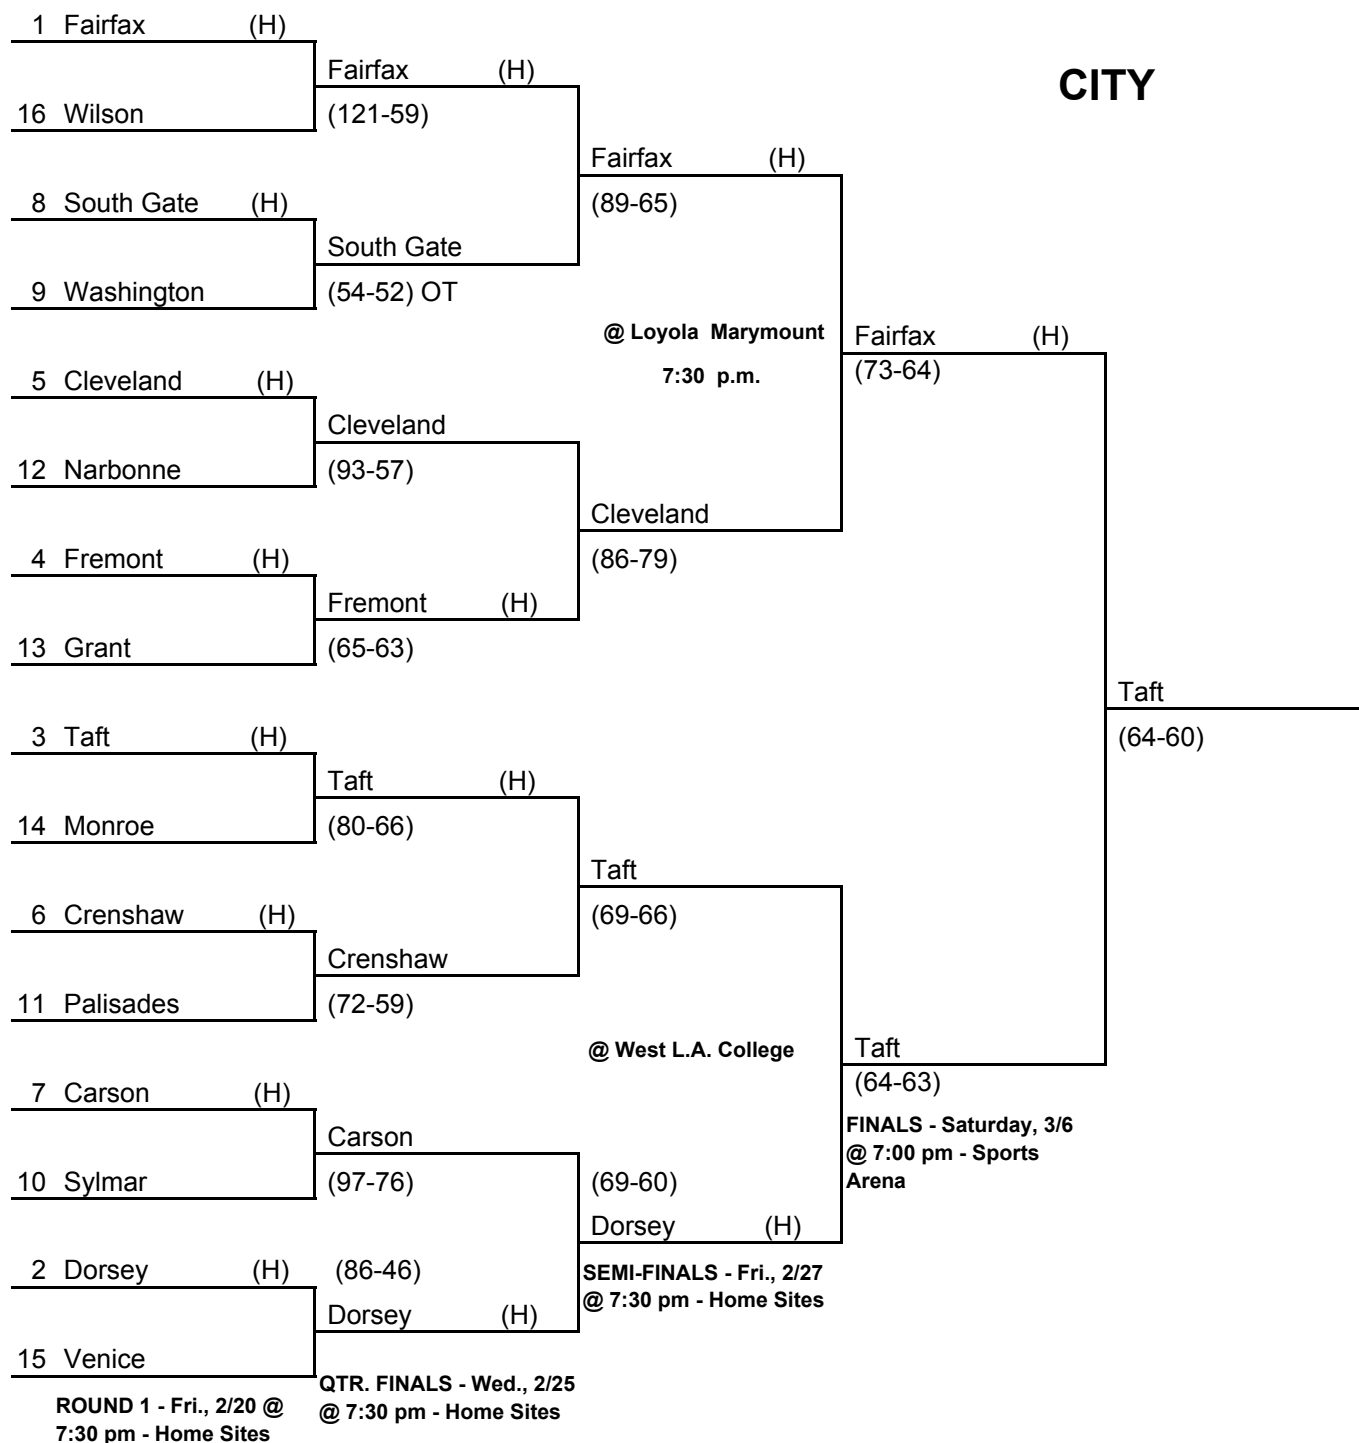 1 Fairfax (H)
Fairfax (H)
CITY
16 Wilson
(121-59)
Fairfax (H)
8 South Gate (H)
(89-65)
South Gate
9 Washington
(54-52) OT
@ Loyola Marymount
Fairfax (H)
7:30 p.m.
(73-64)
5 Cleveland (H)
Cleveland
12 Narbonne
(93-57)
Cleveland
4 Fremont (H)
(86-79)
Fremont (H)
13 Grant
(65-63)
Taft
3 Taft (H)
(64-60)
Taft (H)
14 Monroe
(80-66)
Taft
6 Crenshaw (H)
(69-66)
Crenshaw
11 Palisades
(72-59)
@ West L.A. College
Taft
(64-63)
7 Carson (H)
FINALS - Saturday, 3/6
@ 7:00 pm - Sports
Arena
Carson
10 Sylmar
(97-76)
(69-60)
Dorsey (H)
2 Dorsey (H)
(86-46)
SEMI-FINALS - Fri., 2/27
@ 7:30 pm - Home Sites
Dorsey (H)
15 Venice
QTR. FINALS - Wed., 2/25
@ 7:30 pm - Home Sites
ROUND 1 - Fri., 2/20 @
7:30 pm - Home Sites